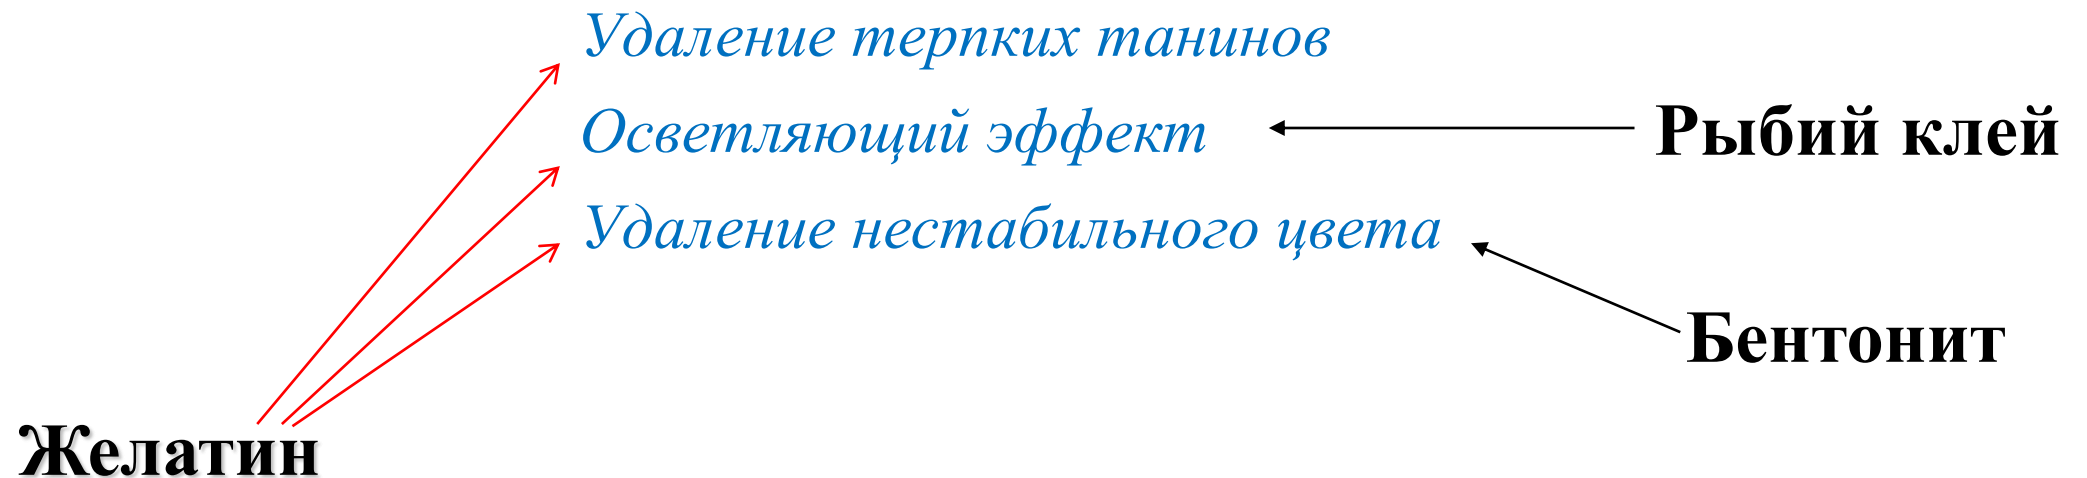 Удаление терпких танинов
Осветляющий эффект
Рыбий клей
Удаление нестабильного цвета
Бентонит
Желатин